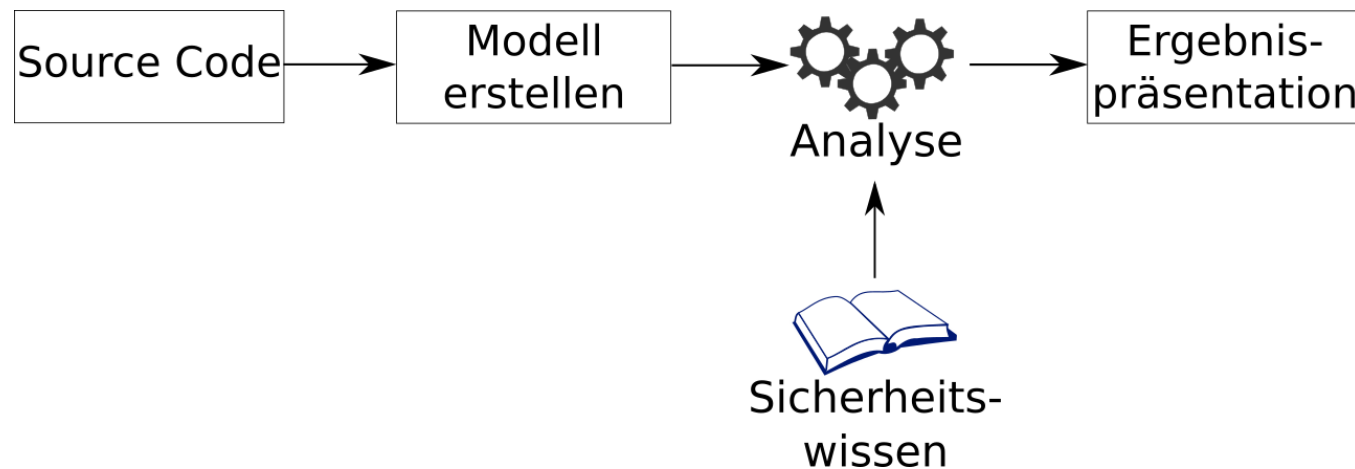 Source Code
Modell
erstellen
Analyse
Ergebnis-
präsentation
Sicherheits-
wissen